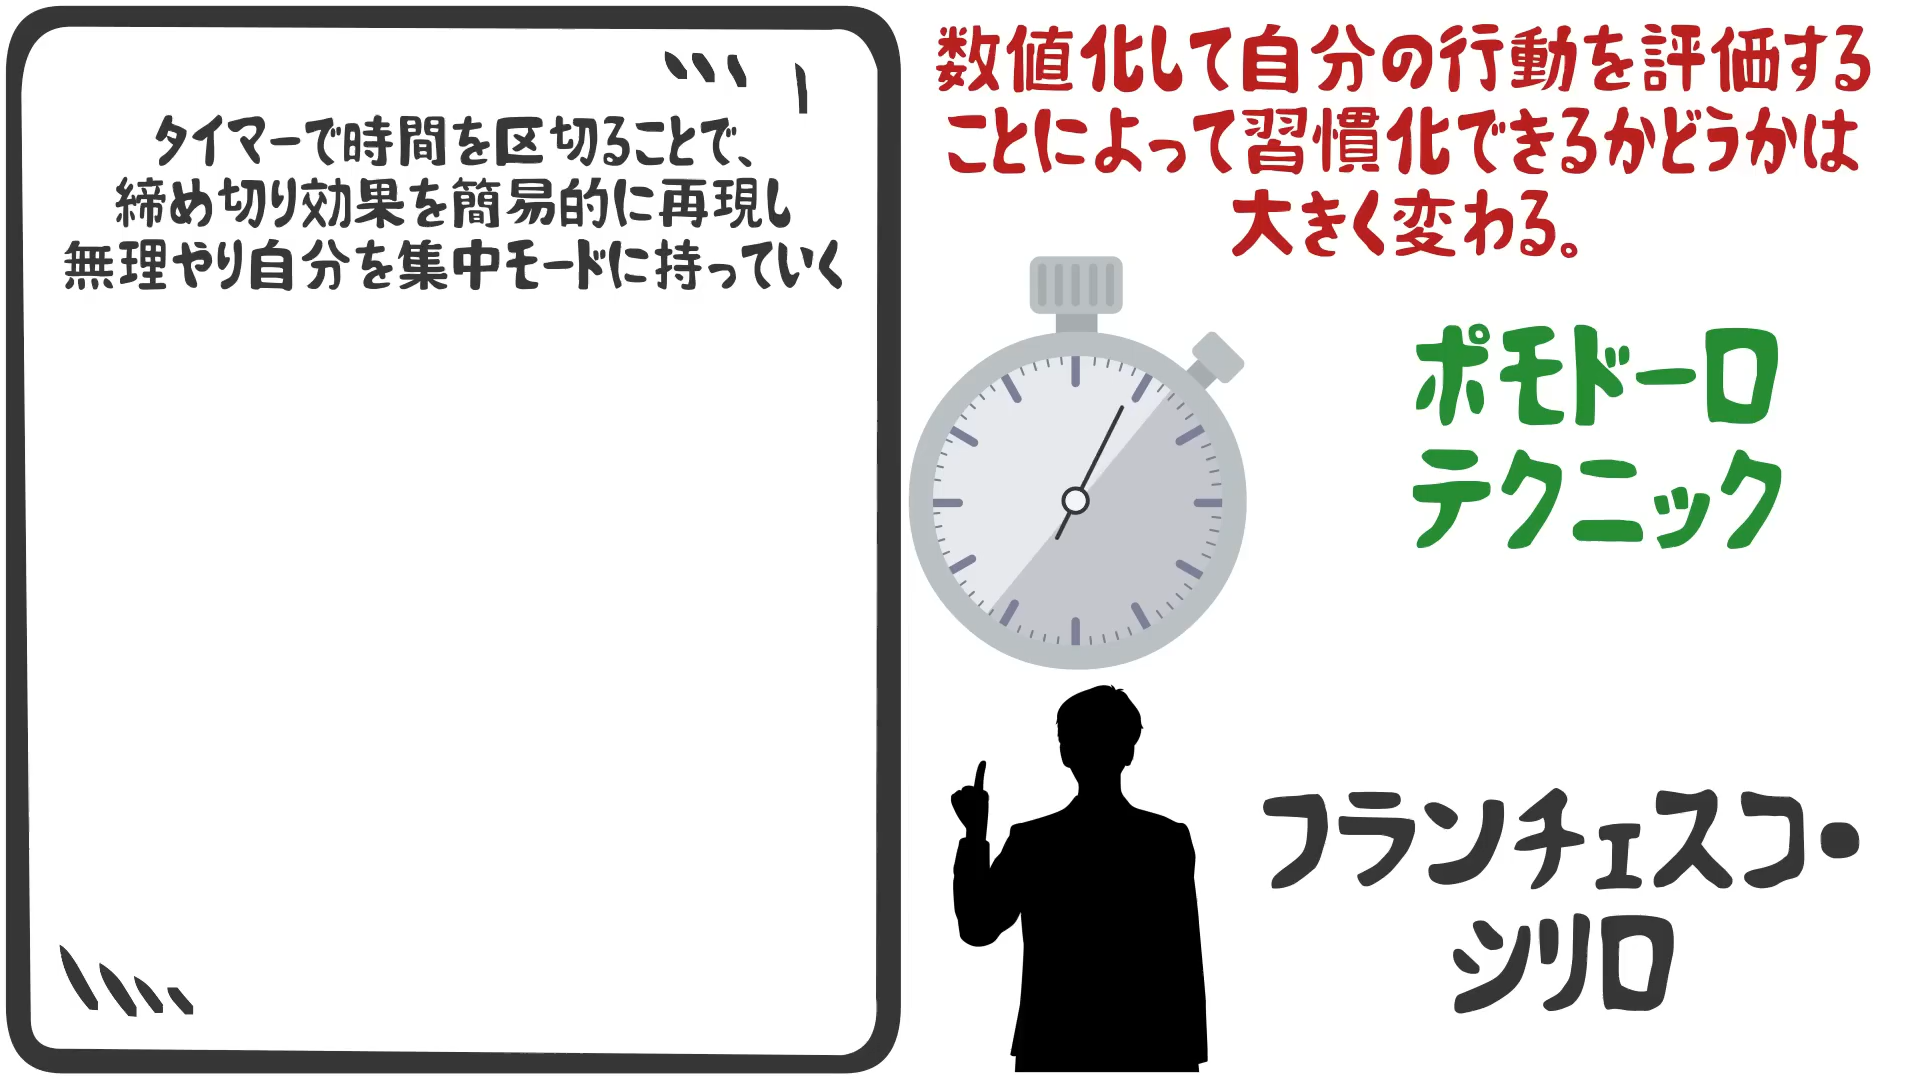 タイマーで時間を区切ることで、
締め切り効果を簡易的に再現し
無理やり自分を集中モードに持っていく
数値化して自分の行動を評価する
ことによって習慣化できるかどうかは
大きく変わる。
ポモドーロ
テクニック
フランチェスコ・
シリロ